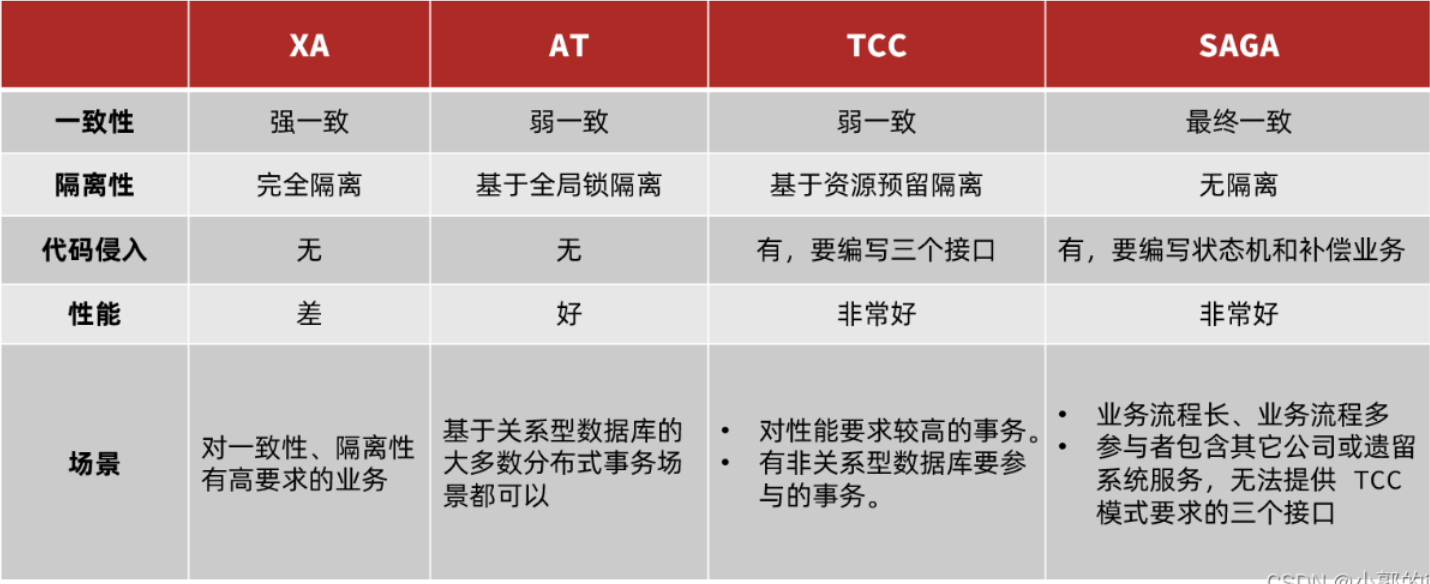 XA AT TCC SAGA
一致性 强一致 弱一致 弱一致 最终一致
隔离性 完全隔离 基于全局锁隔离 基于资源预留隔离 无隔离
代码侵入 无 无 有，要编写三个接口 有，要编写状态机和补偿业务
性能 差 好 非常好 非常好
场景
对一致性、隔离性
有高要求的业务
基于关系型数据库的
大多数分布式事务场
景都可以
• 对性能要求较高的事务。
• 有非关系型数据库要参
与的事务。
• 业务流程长、业务流程多
• 参与者包含其它公司或遗留
系统服务，无法提供 TCC
模式要求的三个接口
CSDN @小郭的